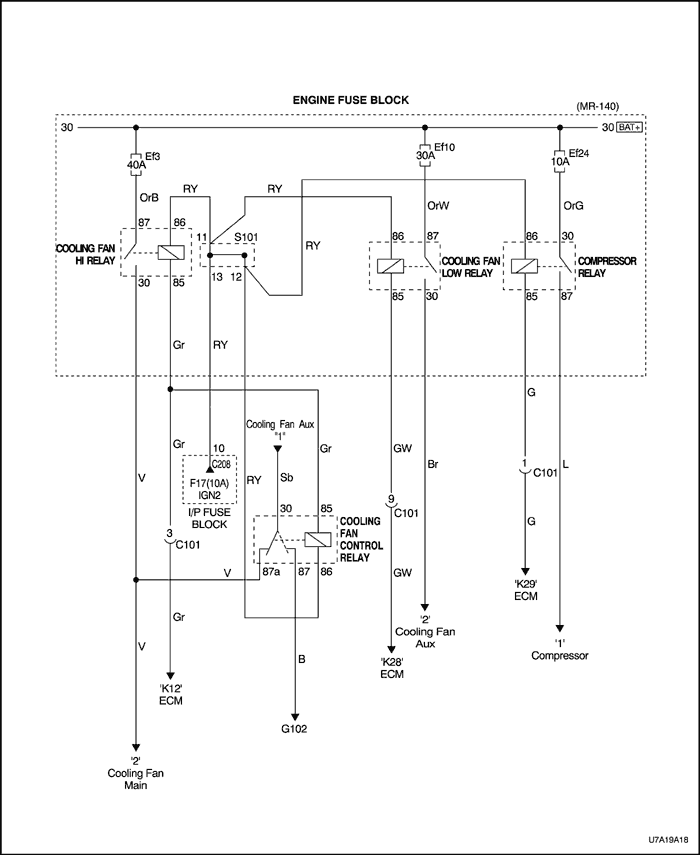 ENGINE FUSE BLOCK
(MR-140)
30
30 BAT+
Ef3
40A
Ef10
30A
Ef24
10A
OrB
RY
RY
OrW
OrG
87
86
11
S101
RY
86
87
86
30
COOLING FAN
HI RELAY
COOLING FAN
LOW RELAY
COMPRESSOR
RELAY
30
85
13
12
85
30
85
87
Gr
RY
G
Cooling Fan Aux
"1"
Gr
10
C208
Gr
GW
V
F17(10A)
IGN2
RY
Sb
Br
1
C101
L
I/P FUSE
BLOCK
9
C101
30
85
COOLING
FAN
CONTROL
RELAY
3
C101
G
V
87a
87
86
GW
'K29'
ECM
Gr
'2'
Cooling Fan
Aux
V
B
'K28'
ECM
'1'
Compressor
'K12'
ECM
G102
'2'
Cooling Fan
Main
U7A19A18